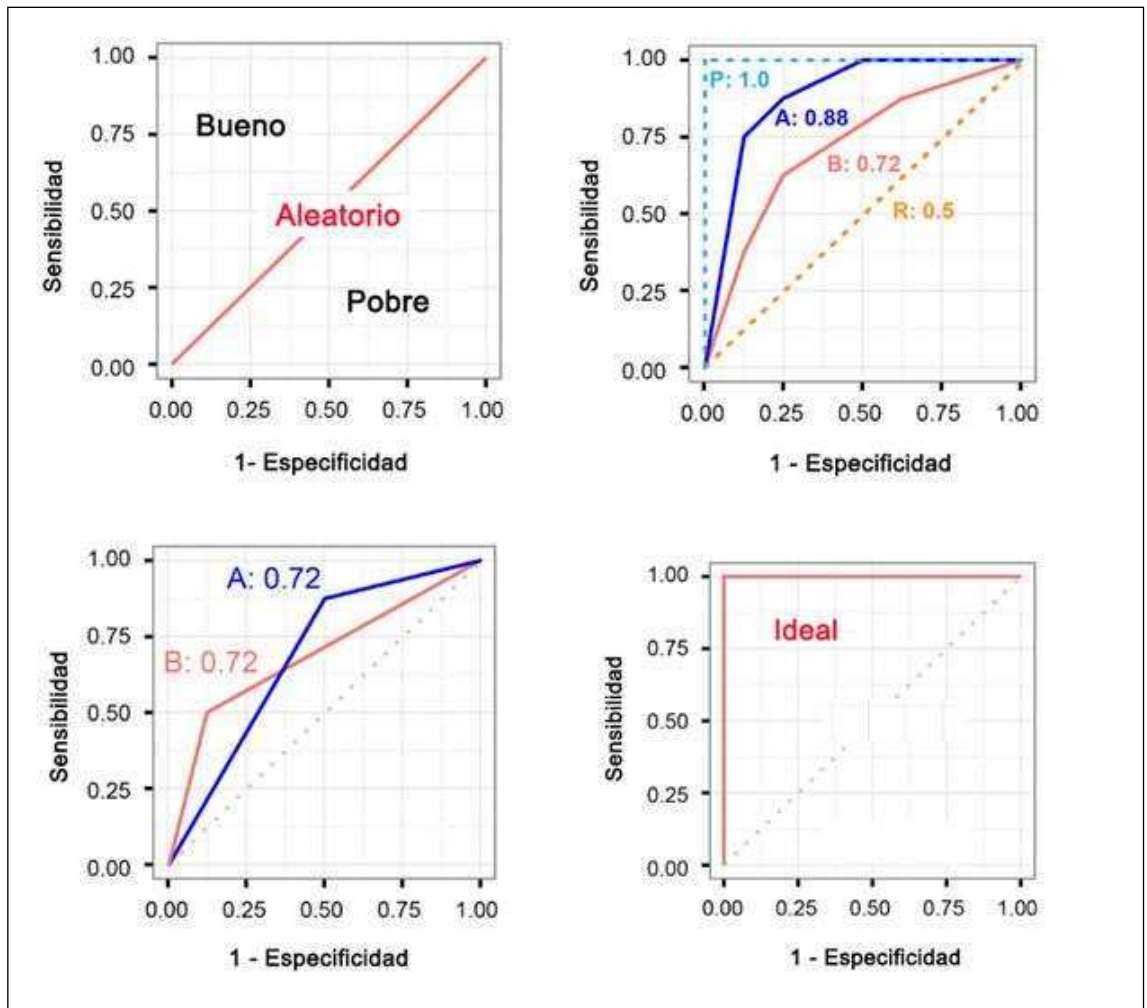 1.00
0.75
0.50
0.25
0.00
Sensibilidad
Bueno
Aleatorio
Pobre
0.00 0.25 0.50 0.75 1.00
1- Especificidad
1.00
0.75
0.50
0.25
0.00
Sensibilidad
P: 1.0
A: 0.88
B: 0.72
R: 0.5
0.00 0.25 0.50 0.75 1.00
1 - Especificidad
1.00
0.75
0.50
0.25
0.00
Sensibilidad
A: 0.72
B: 0.72
0.00 0.25 0.50 0.75 1.00
1 - Especificidad
1.00
0.75
0.50
0.25
0.00
Sensibilidad
Ideal
0.00 0.25 0.50 0.75 1.00
1 - Especificidad